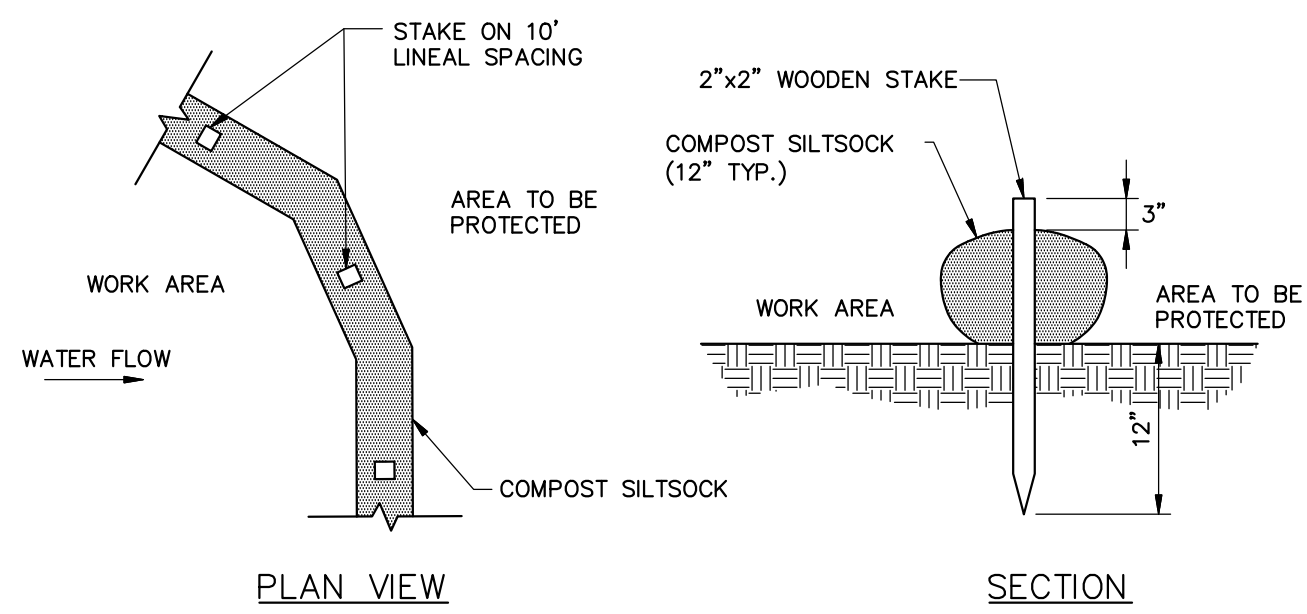 STAKE ON 10'
LINEAL SPACING
AREA TO BE
PROTECTED
WORK AREA
WATER FLOW
COMPOST SILTSOCK
PLAN VIEW
2"x2" WOODEN STAKE
COMPOST SILTSOCK
(12" TYP.)
3"
WORK AREA
AREA TO BE
PROTECTED
12"
SECTION